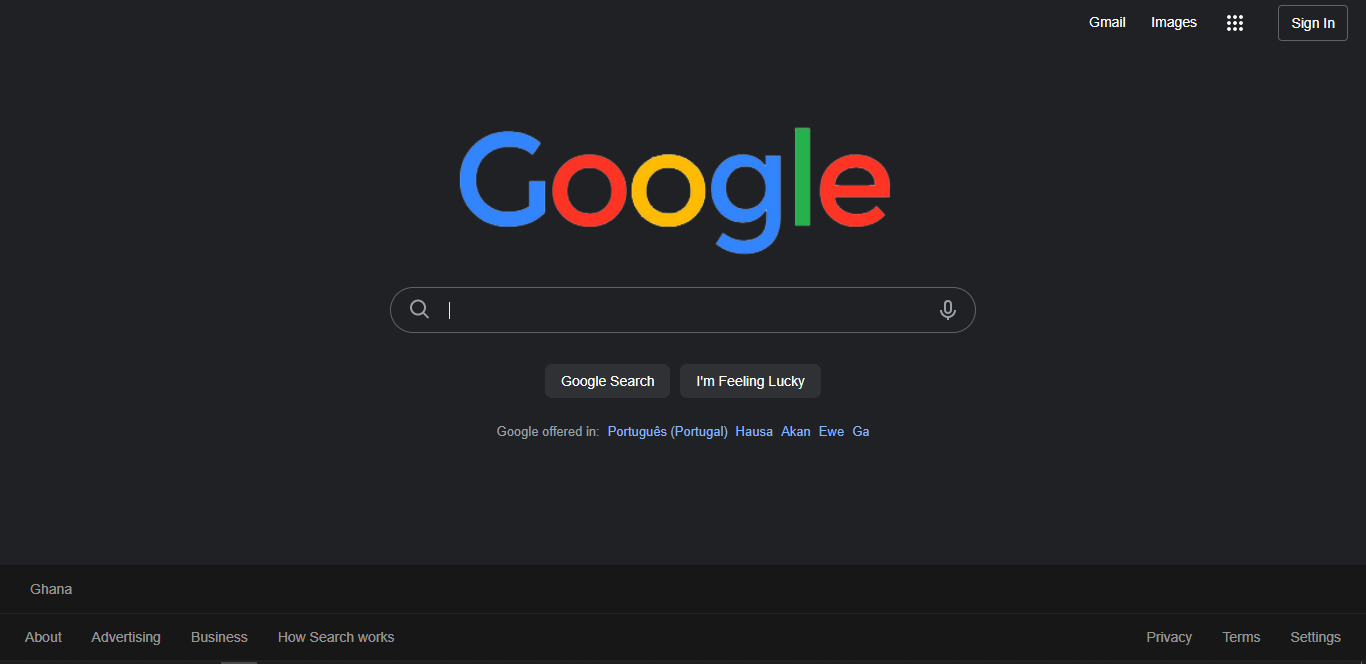 Gmail Images Sign In
Google
Google Search I'm Feeling Lucky
Google offered in: Português (Portugal) Hausa Akan Ewe Ga
Ghana
About Advertising Business How Search works Privacy Terms Settings